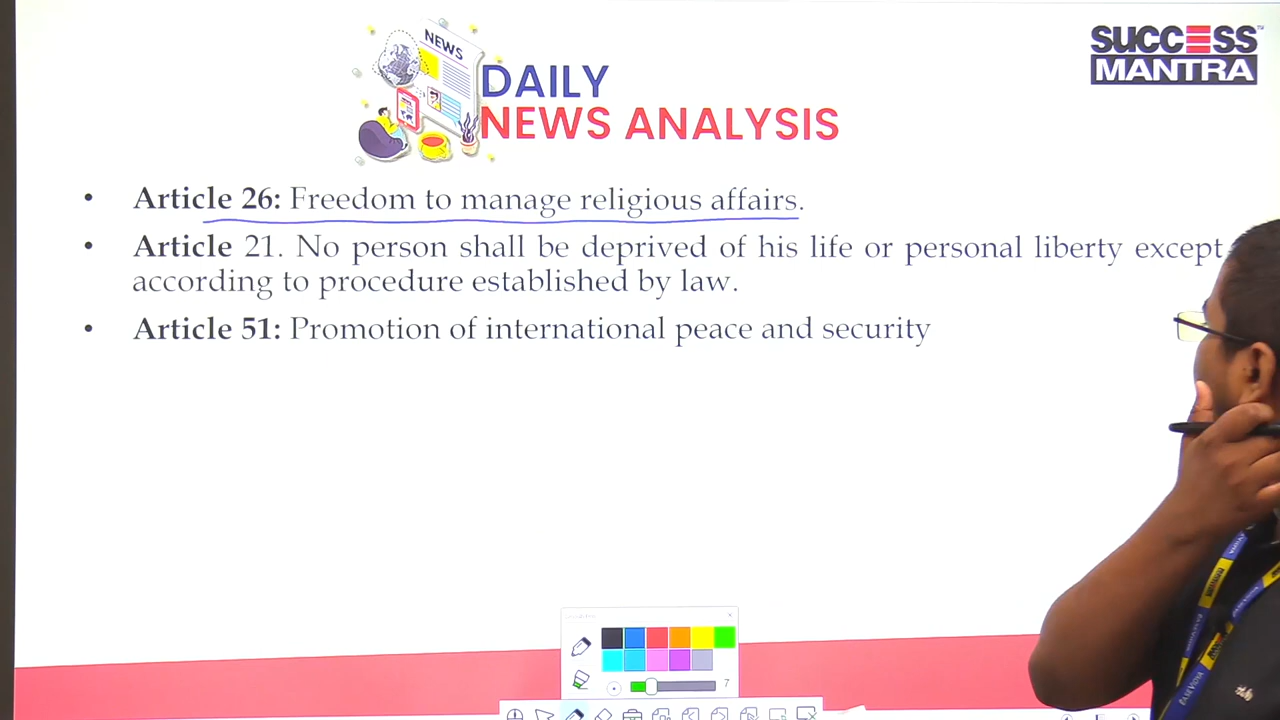 NEWS
DAILY
NEWS ANALYSIS
SUCCESS
MANTRA
• Article 26: Freedom to manage religious affairs.
• Article 21. No person shall be deprived of his life or personal liberty except
according to procedure established by law.
• Article 51: Promotion of international peace and security
7